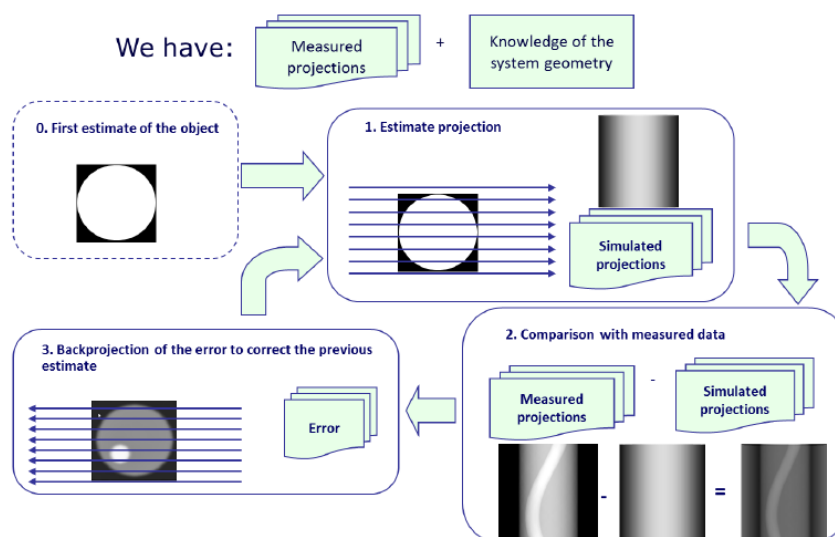 We have:
Measured
projections
+
Knowledge of the
system geometry
0. First estimate of the object
1. Estimate projection
Simulated
projections
2. Comparison with measured data
Measured
projections
-
Simulated
projections
-
=
3. Backprojection of the error to correct the previous
estimate
Error